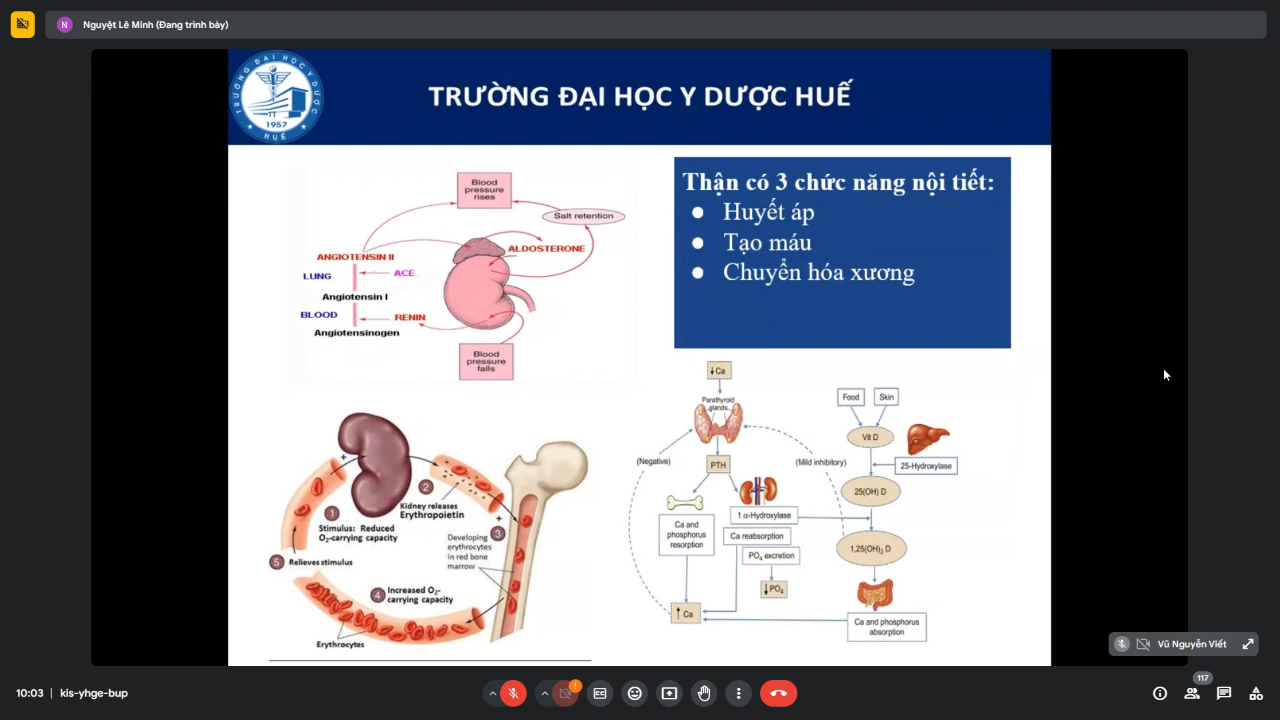 N
Nguyệt Lê Minh (Đang trình bày)
TRƯỜNG ĐẠI HỌC Y DƯỢC
1957
HUẾ
TRƯỜNG ĐẠI HỌC Y DƯỢC HUẾ
Blood
pressure
rises
Salt retention
ALDOSTERONE
ANGIOTENSIN II
LUNG
ACE
Angiotensin I
BLOOD
RENIN
Angiotensinogen
Blood
pressure
falls
Thận có 3 chức năng nội tiết:
● Huyết áp
● Tạo máu
● Chuyển hóa xương
+
1
Stimulus: Reduced
O₂-carrying capacity
2
Kidney releases
Erythropoietin
+
3
Developing
erythrocytes
in red bone
marrow
5
Relieves stimulus
4
Increased O₂-
carrying capacity
Erythrocytes
↓Ca
Parathyroid
glands
(Negative)
PTH
(Mild inhibitory)
Food
Skin
Vit D
25-Hydroxylase
25(OH) D
1 α-Hydroxylase
Ca and
phosphorus
resorption
Ca reabsorption
PO₄ excretion
1,25(OH)₂ D
↓PO₄
↑ Ca
Ca and phosphorus
absorption
Vũ Nguyễn Viết
10:03 | kis-yhge-bup
!
117